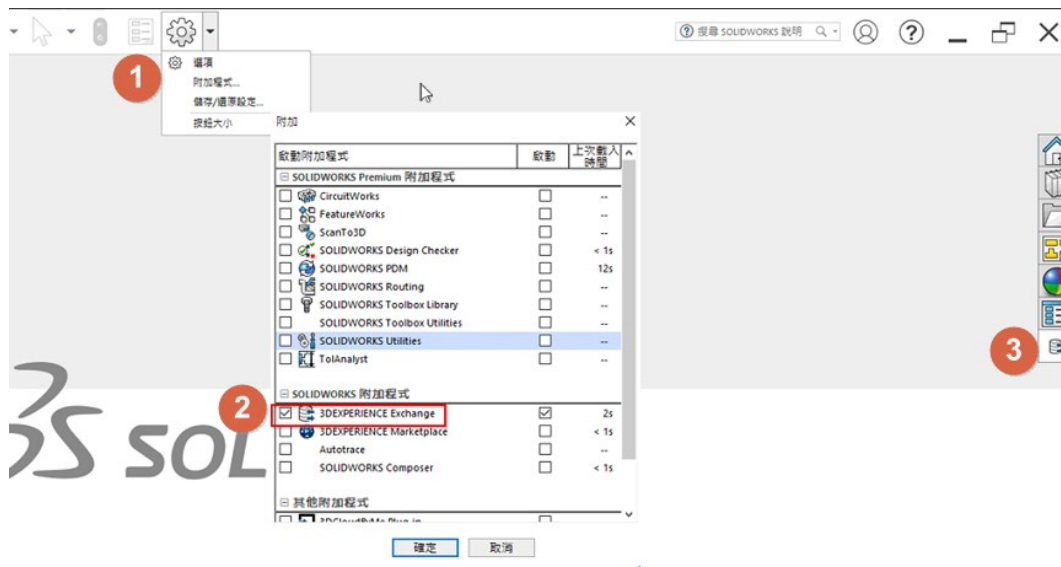 搜尋 SOLIDWORKS 說明
選項
附加程式...
儲存/還原設定...
按鈕大小
1
附加
啟動附加程式 啟動 上次載入時間
SOLIDWORKS Premium 附加程式
CircuitWorks --
FeatureWorks --
ScanTo3D --
SOLIDWORKS Design Checker < 1s
SOLIDWORKS PDM 12s
SOLIDWORKS Routing --
SOLIDWORKS Toolbox Library --
SOLIDWORKS Toolbox Utilities --
SOLIDWORKS Utilities --
TolAnalyst --
SOLIDWORKS 附加程式
2
3DEXPERIENCE Exchange 2s
3DEXPERIENCE Marketplace < 1s
Autotrace --
SOLIDWORKS Composer < 1s
其他附加程式
確定 取消
3
SOL